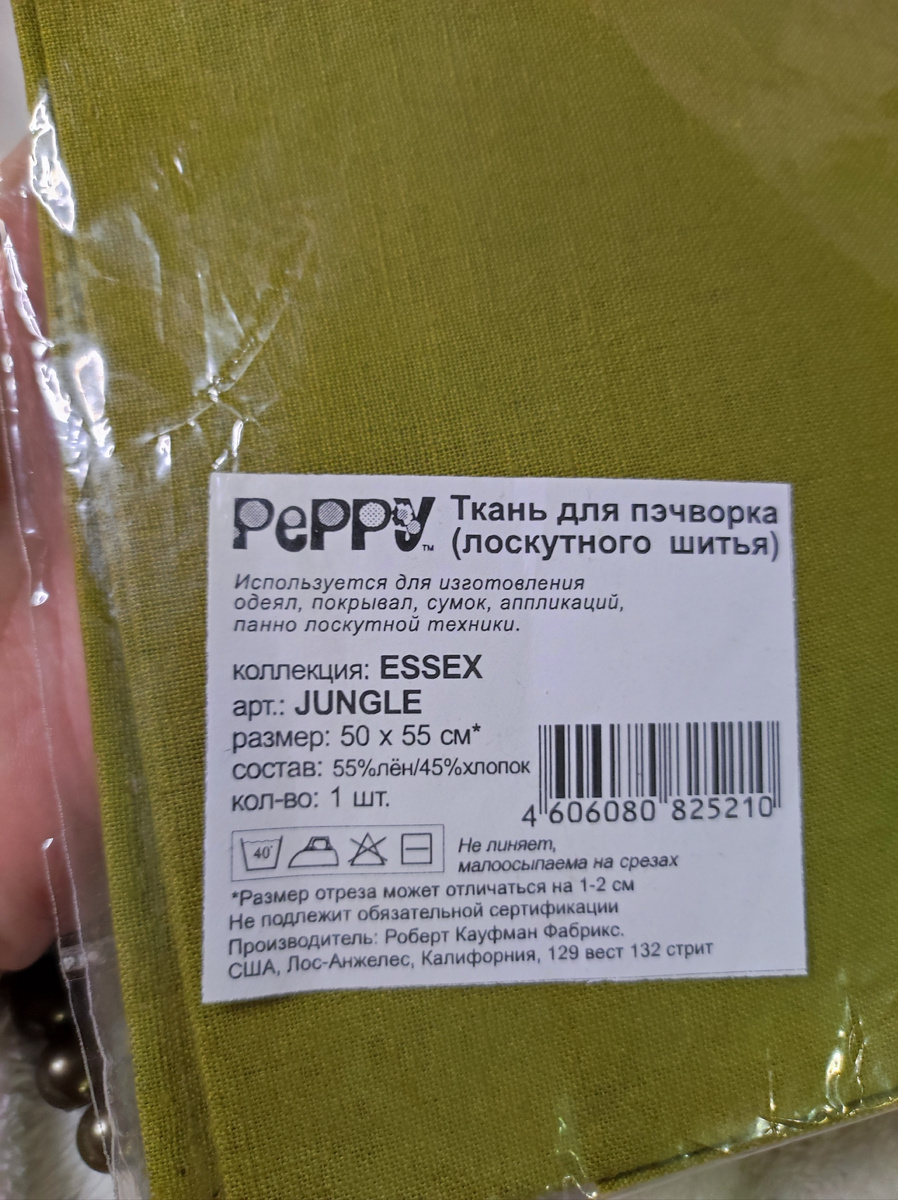 PePPY™ Ткань для пэчворка
(лоскутного шитья)
Используется для изготовления
одеял, покрывал, сумок, аппликаций,
панно лоскутной техники.
коллекция: ESSEX
арт.: JUNGLE
размер: 50 x 55 см*
состав: 55%лён/45%хлопок
кол-во: 1 шт.
4 606080 825210
40°
Не линяет,
малоосыпаема на срезах
*Размер отреза может отличаться на 1-2 см
Не подлежит обязательной сертификации
Производитель: Роберт Кауфман Фабрикс.
США, Лос-Анжелес, Калифорния, 129 вест 132 стрит